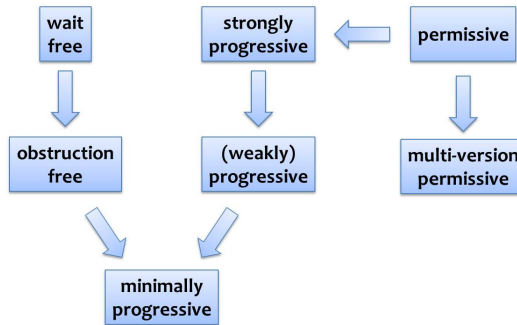 wait
free
strongly
progressive
permissive
obstruction
free
(weakly)
progressive
multi-version
permissive
minimally
progressive